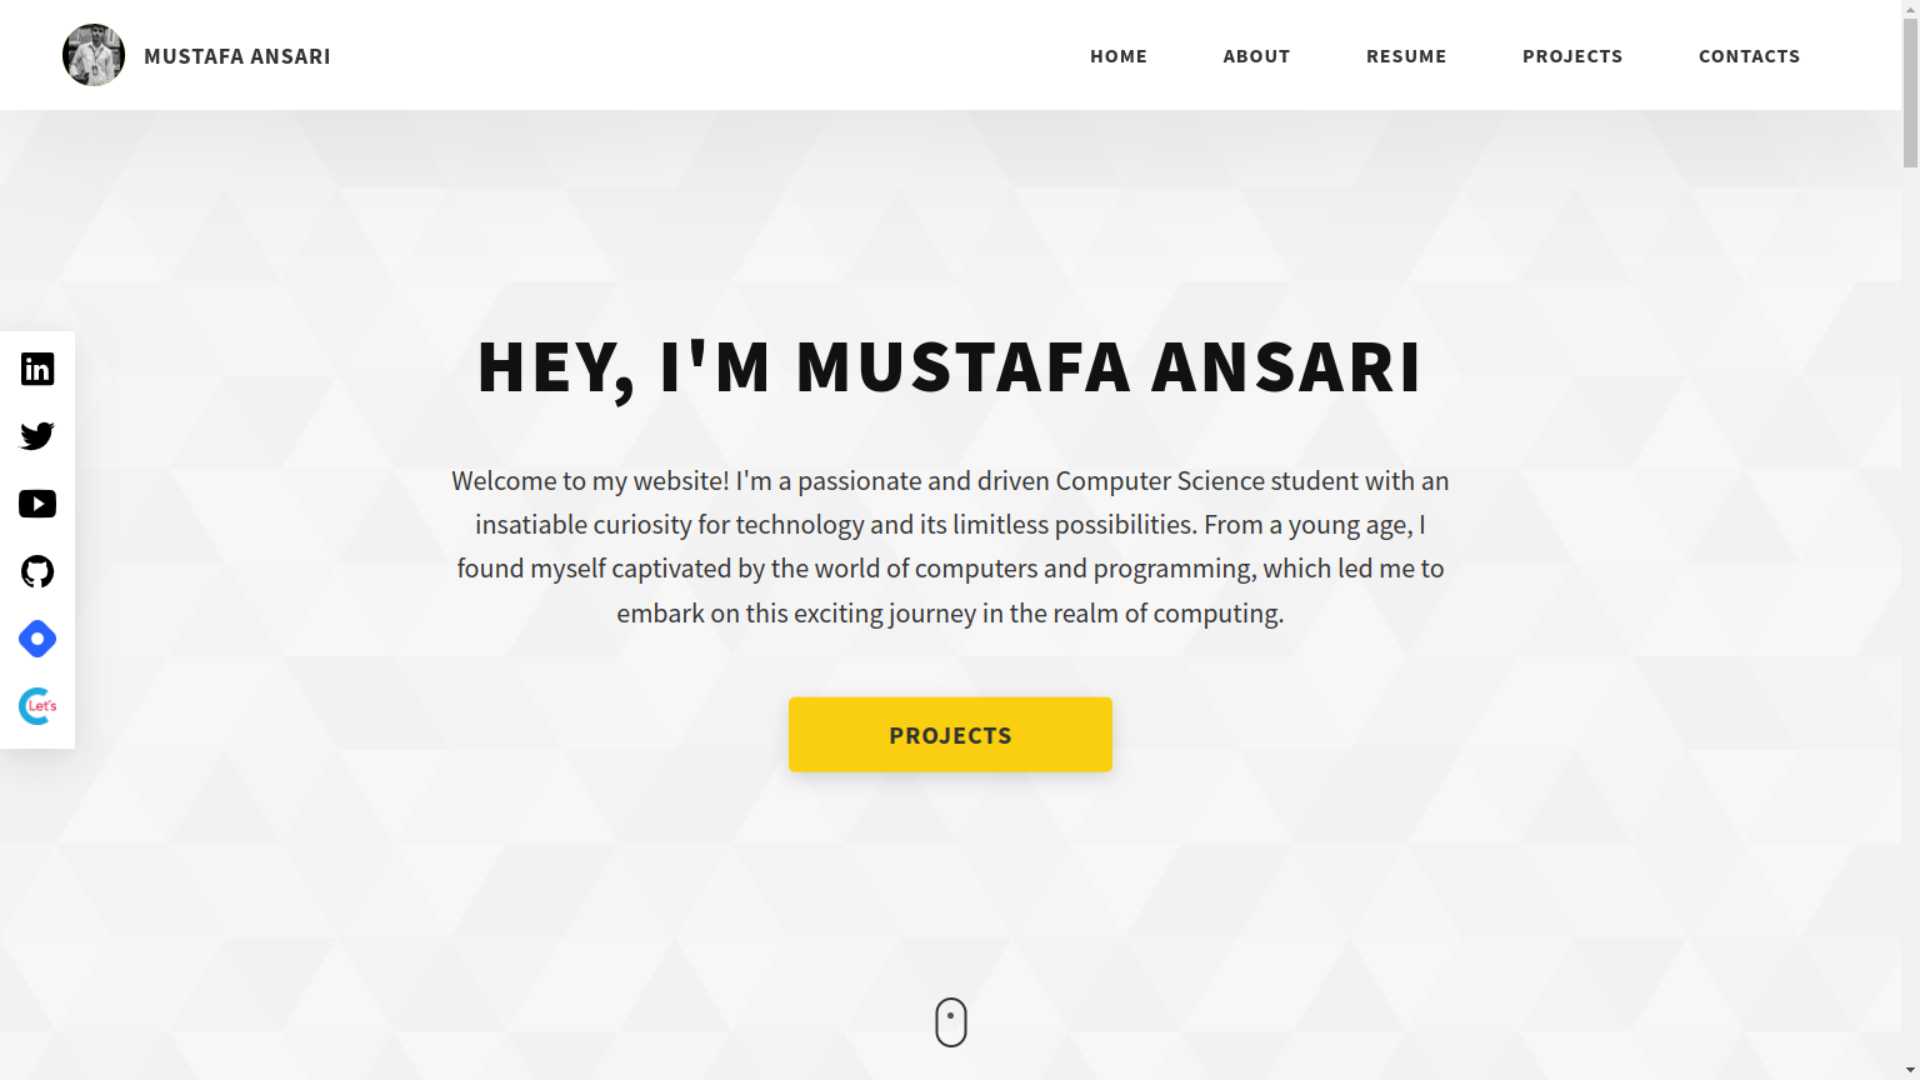 MUSTAFA ANSARI
HOME ABOUT RESUME PROJECTS CONTACTS
HEY, I'M MUSTAFA ANSARI
Welcome to my website! I'm a passionate and driven Computer Science student with an
insatiable curiosity for technology and its limitless possibilities. From a young age, I
found myself captivated by the world of computers and programming, which led me to
embark on this exciting journey in the realm of computing.
in
Let's
PROJECTS